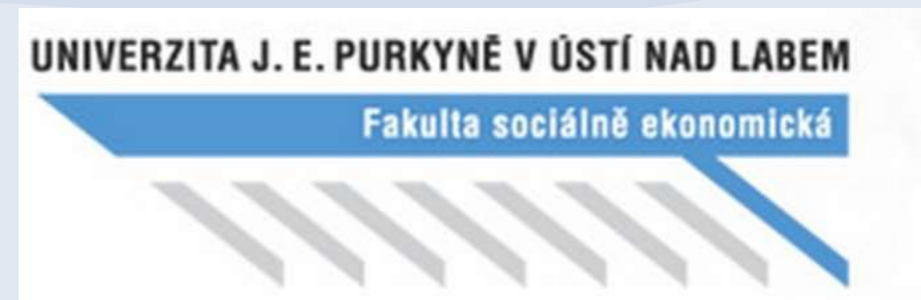 UNIVERZITA J. E. PURKYNĚ V ÚSTÍ NAD LABEM
Fakulta sociálně ekonomická